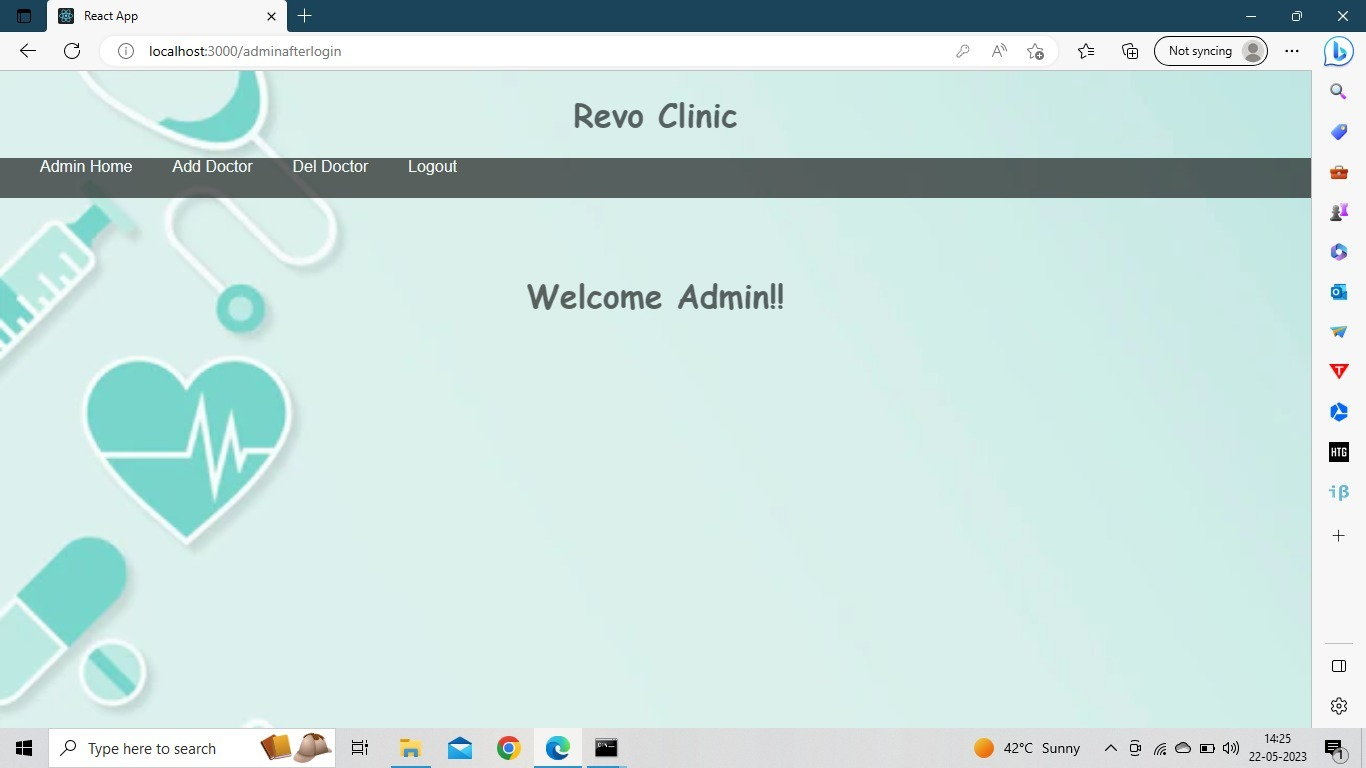 React App
localhost:3000/adminafterlogin
Not syncing
Revo Clinic
Admin Home Add Doctor Del Doctor Logout
Welcome Admin!!
HTG
iβ
Type here to search
42°C Sunny
14:25
22-05-2023
1